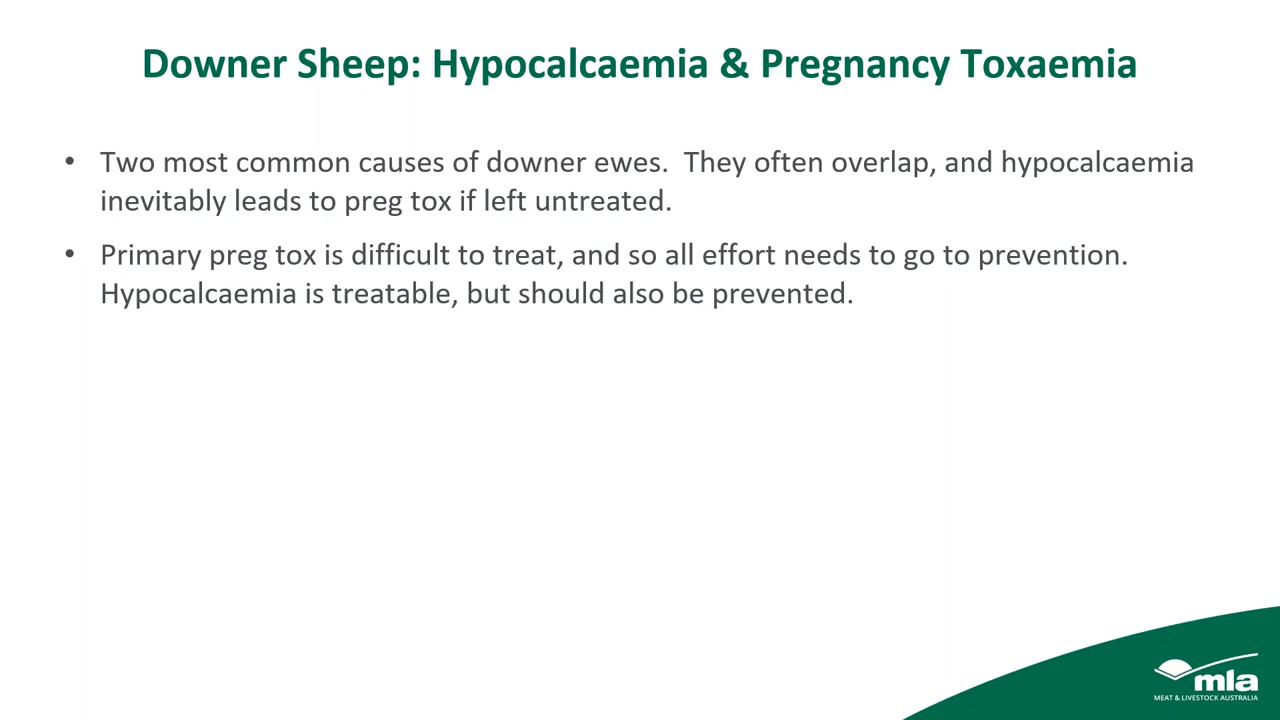 Downer Sheep: Hypocalcaemia & Pregnancy Toxaemia
• Two most common causes of downer ewes.  They often overlap, and hypocalcaemia
inevitably leads to preg tox if left untreated.
• Primary preg tox is difficult to treat, and so all effort needs to go to prevention.
Hypocalcaemia is treatable, but should also be prevented.
mla
MEAT & LIVESTOCK AUSTRALIA